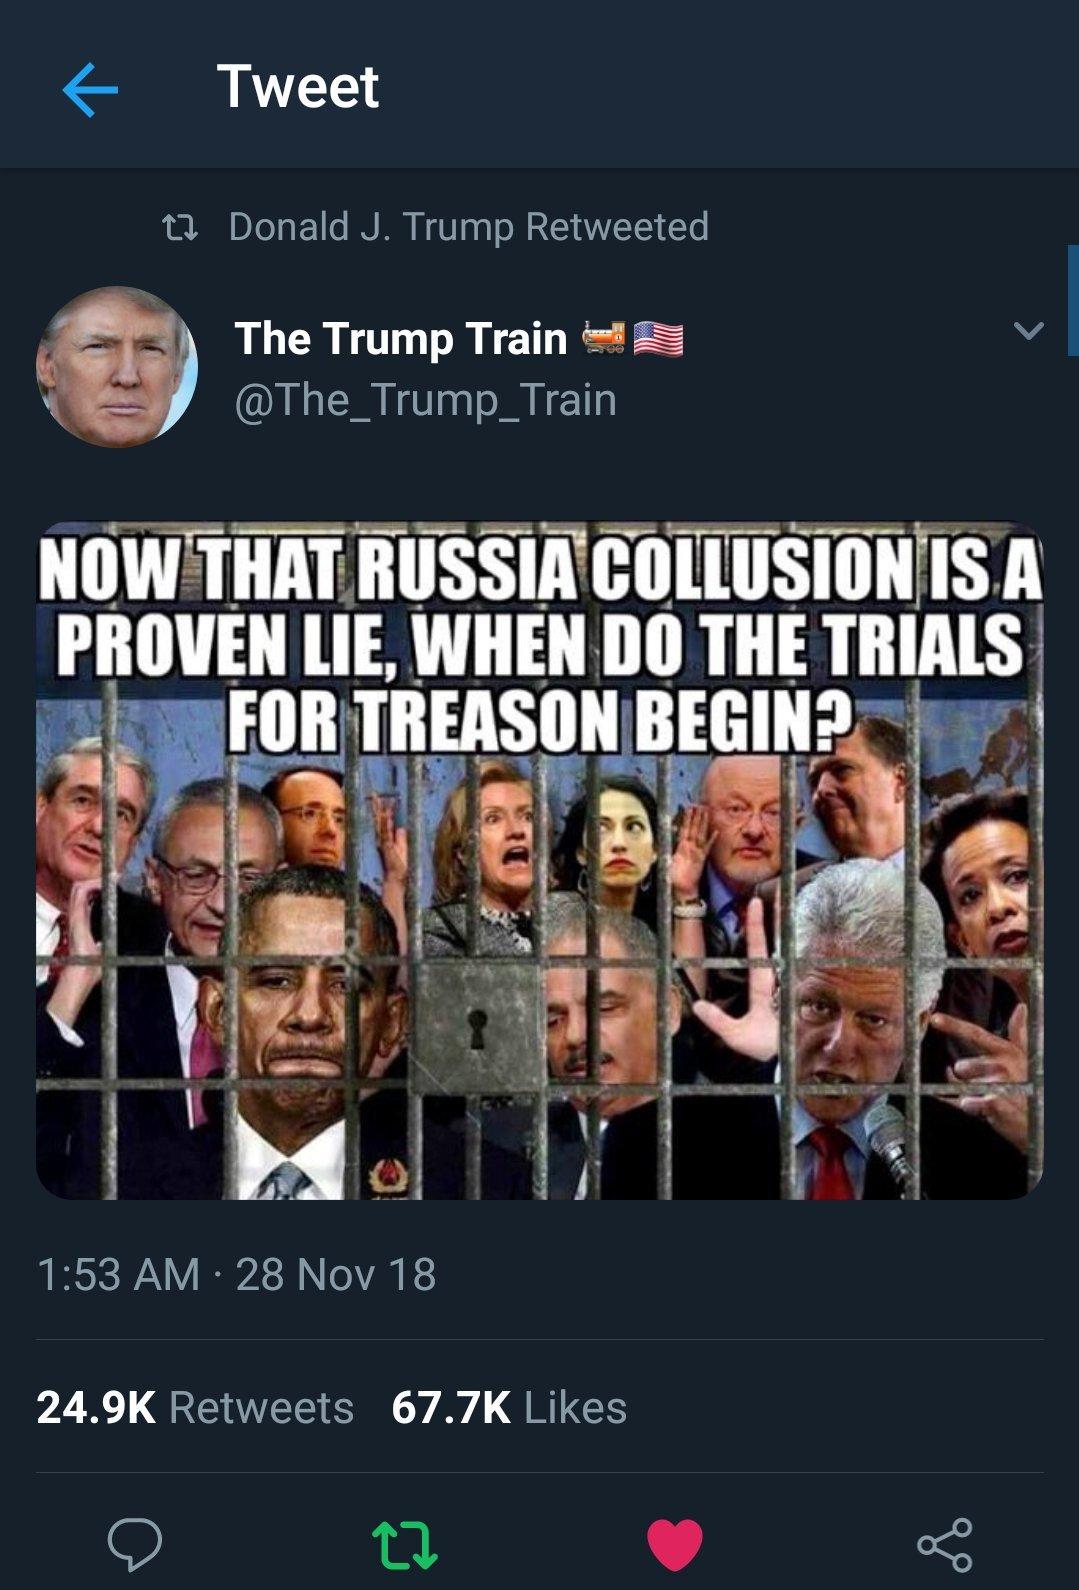 Tweet
Donald J. Trump Retweeted
The Trump Train 🚂🇺🇸
@The_Trump_Train
NOW THAT RUSSIA COLLUSION IS A
PROVEN LIE, WHEN DO THE TRIALS
FOR TREASON BEGIN?
1:53 AM · 28 Nov 18
24.9K Retweets 67.7K Likes